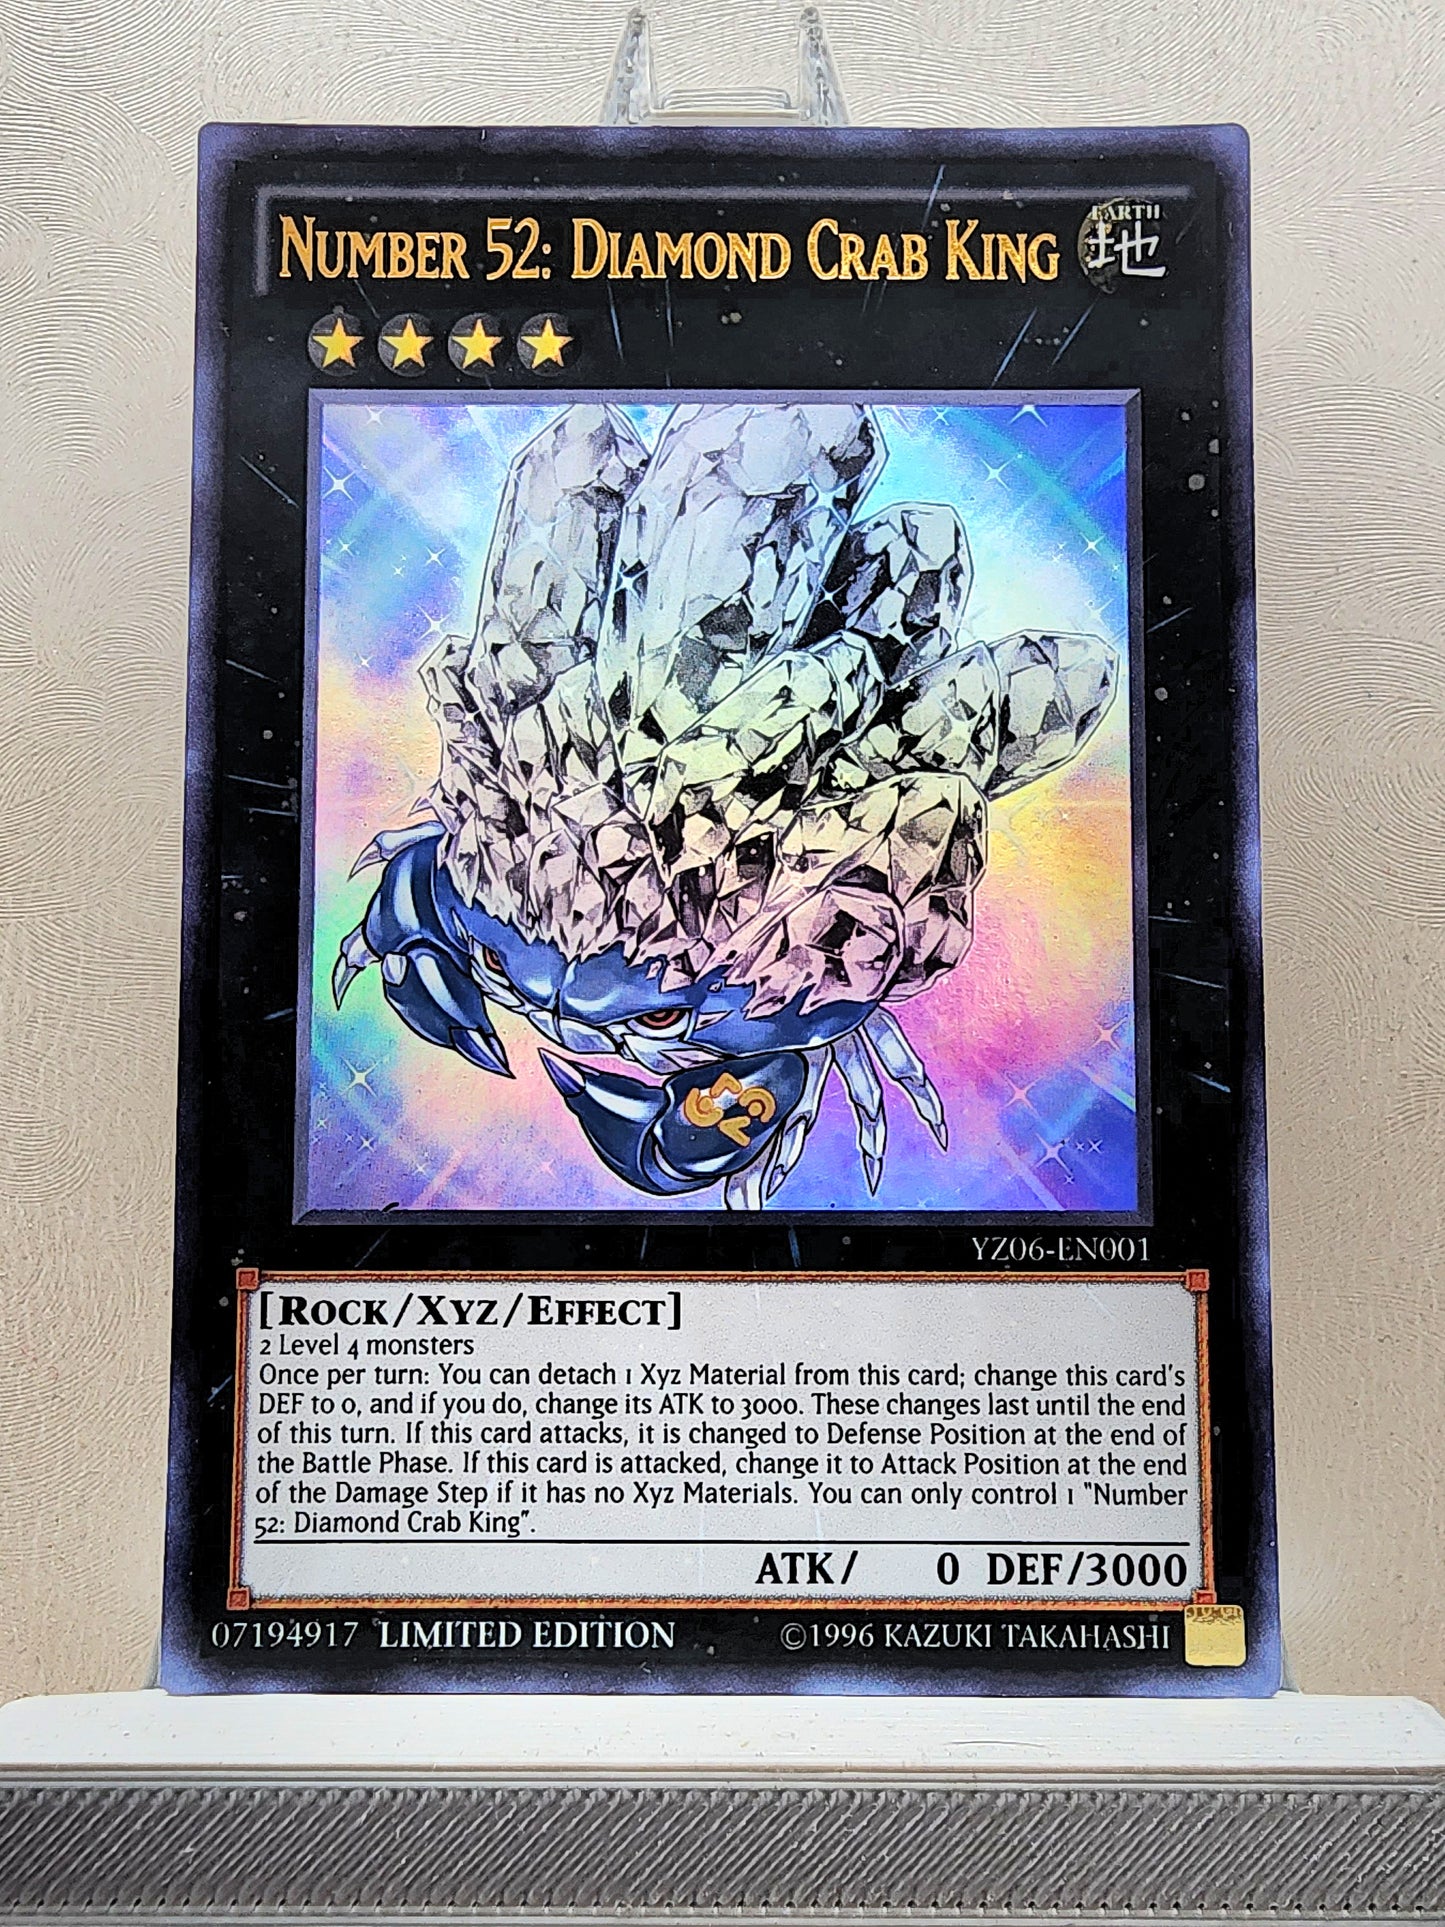 NUMBER 52: DIAMOND CRAB KING
EARTH
地
YZ06-EN001
[ROCK/XYZ/EFFECT]
2 Level 4 monsters
Once per turn: You can detach 1 Xyz Material from this card; change this card's
DEF to 0, and if you do, change its ATK to 3000. These changes last until the end
of this turn. If this card attacks, it is changed to Defense Position at the end of
the Battle Phase. If this card is attacked, change it to Attack Position at the end
of the Damage Step if it has no Xyz Materials. You can only control 1 "Number
52: Diamond Crab King".
ATK/ 0 DEF/3000
07194917 LIMITED EDITION ©1996 KAZUKI TAKAHASHI